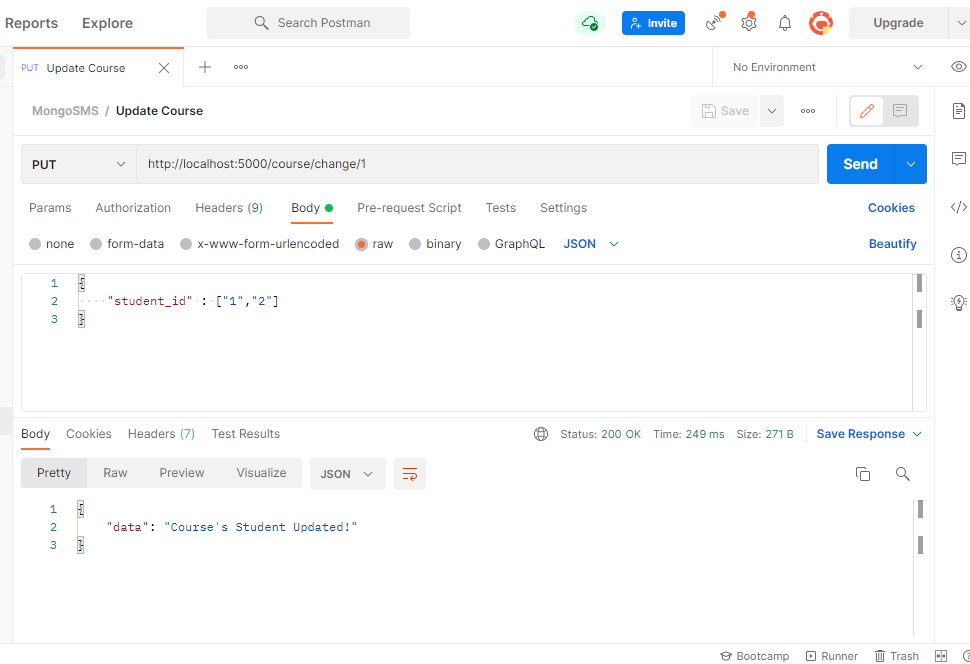 Reports Explore Search Postman Invite Upgrade
PUT Update Course No Environment
MongoSMS / Update Course Save
PUT http://localhost:5000/course/change/1 Send
Params Authorization Headers (9) Body Pre-request Script Tests Settings Cookies
none form-data x-www-form-urlencoded raw binary GraphQL JSON Beautify
1 {
2 "student_id" : ["1","2"]
3 }
Body Cookies Headers (7) Test Results Status: 200 OK Time: 249 ms Size: 271 B Save Response
Pretty Raw Preview Visualize JSON
1 {
2 "data": "Course's Student Updated!"
3 }
Bootcamp Runner Trash